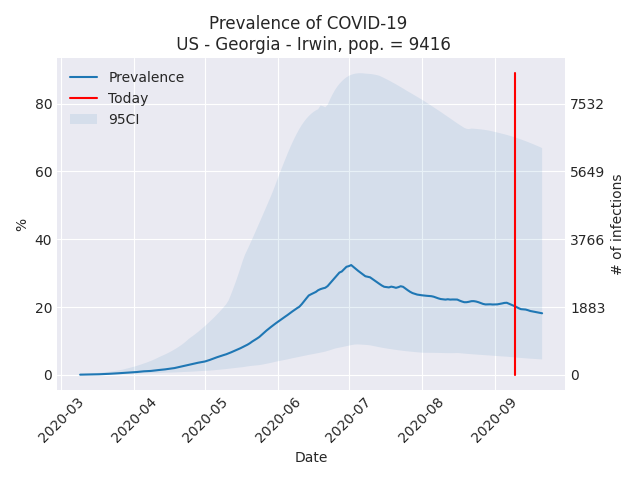 Prevalence of COVID-19
US - Georgia - Irwin, pop. = 9416
Prevalence
Today
95CI
80
60
40
20
0
%
7532
5649
3766
1883
0
# of infections
2020-03
2020-04
2020-05
2020-06
2020-07
2020-08
2020-09
Date